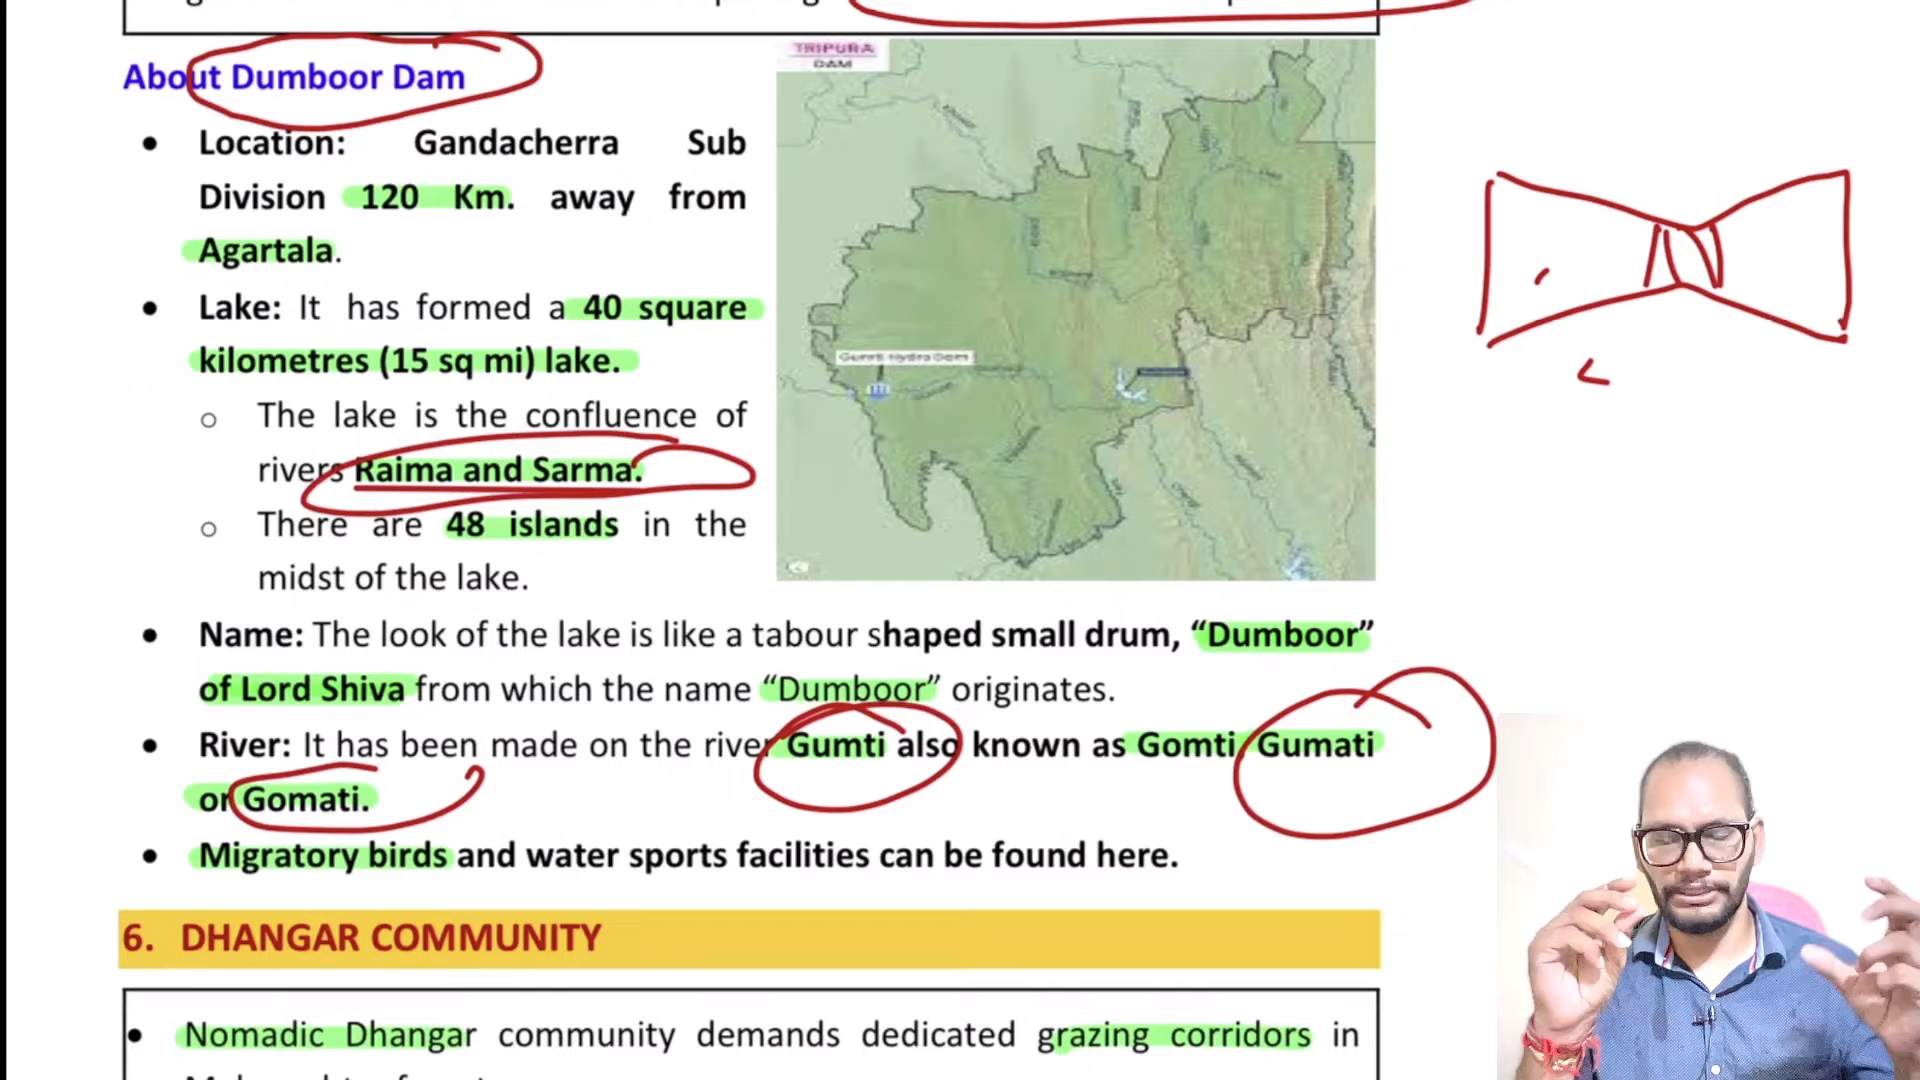 About Dumboor Dam
TRIPURA
DAM
• Location: Gandacherra Sub
Division 120 Km. away from
Agartala.
• Lake: It has formed a 40 square
kilometres (15 sq mi) lake.
Gumti Hydro Dam
o The lake is the confluence of
rivers Raima and Sarma.
o There are 48 islands in the
midst of the lake.
• Name: The look of the lake is like a tabour shaped small drum, “Dumboor”
of Lord Shiva from which the name “Dumboor” originates.
• River: It has been made on the river Gumti also known as Gomti, Gumati
or Gomati.
• Migratory birds and water sports facilities can be found here.
6. DHANGAR COMMUNITY
• Nomadic Dhangar community demands dedicated grazing corridors in